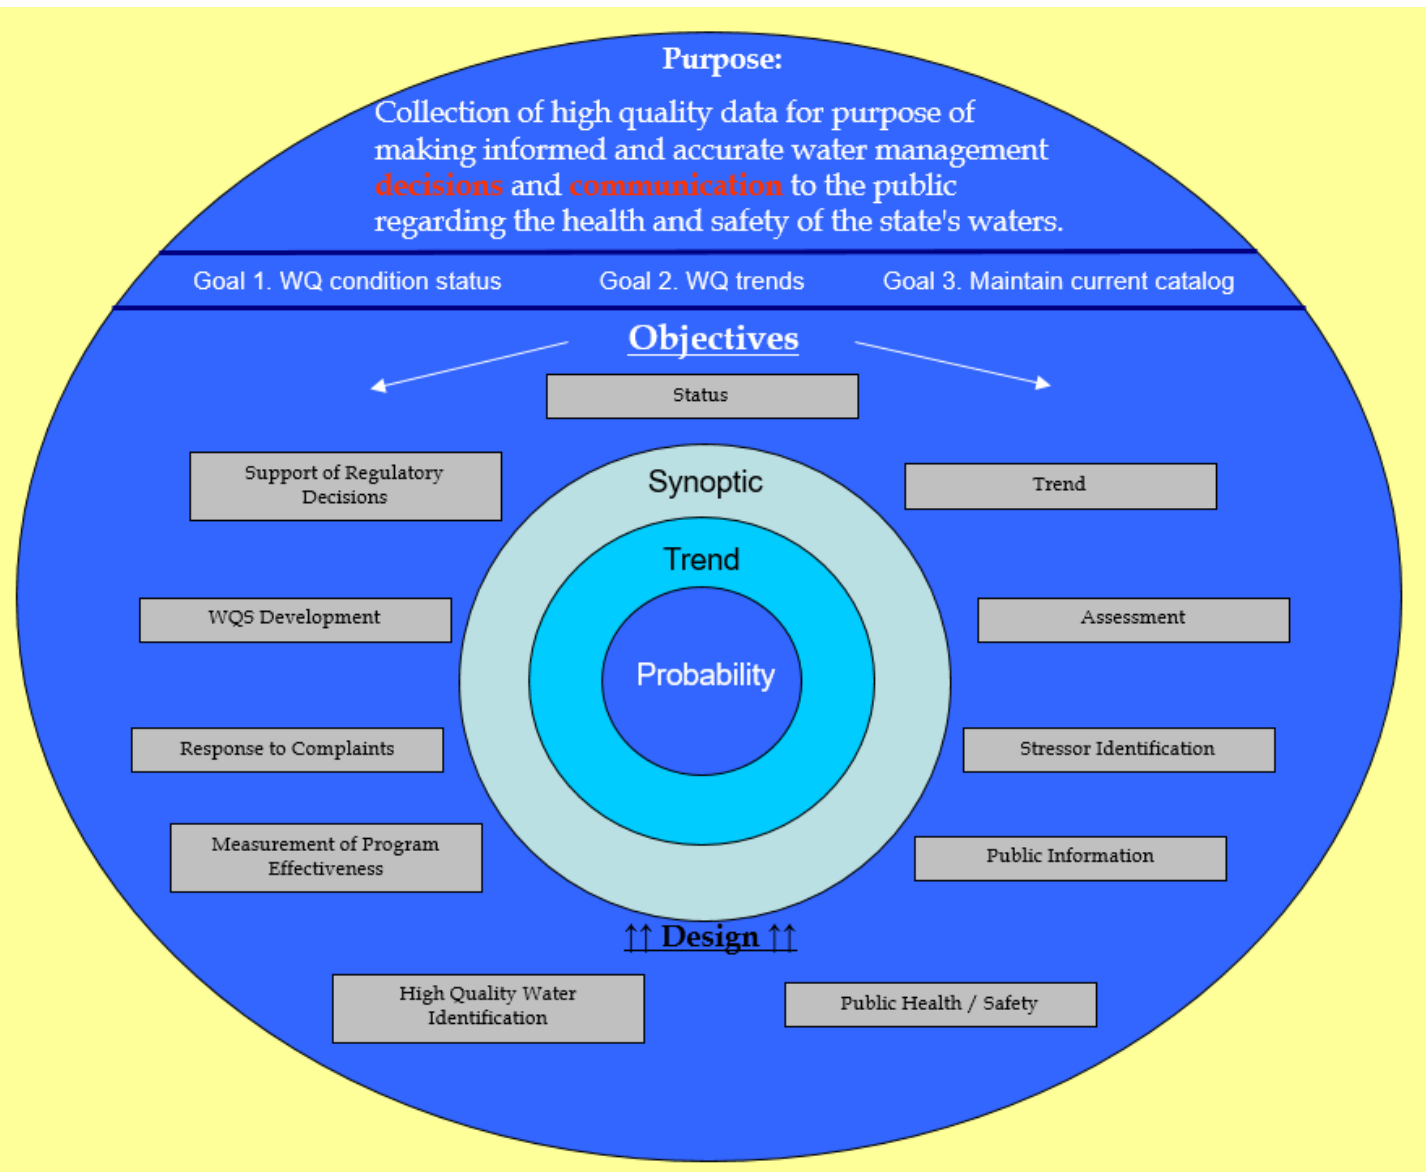 Purpose:
Collection of high quality data for purpose of
making informed and accurate water management
decisions and communication to the public
regarding the health and safety of the state's waters.
Goal 1. WQ condition status
Goal 2. WQ trends
Goal 3. Maintain current catalog
Objectives
Status
Support of Regulatory
Decisions
Synoptic
Trend
Trend
WQS Development
Assessment
Probability
Response to Complaints
Stressor Identification
Measurement of Program
Effectiveness
Public Information
↑↑ Design ↑↑
High Quality Water
Identification
Public Health / Safety